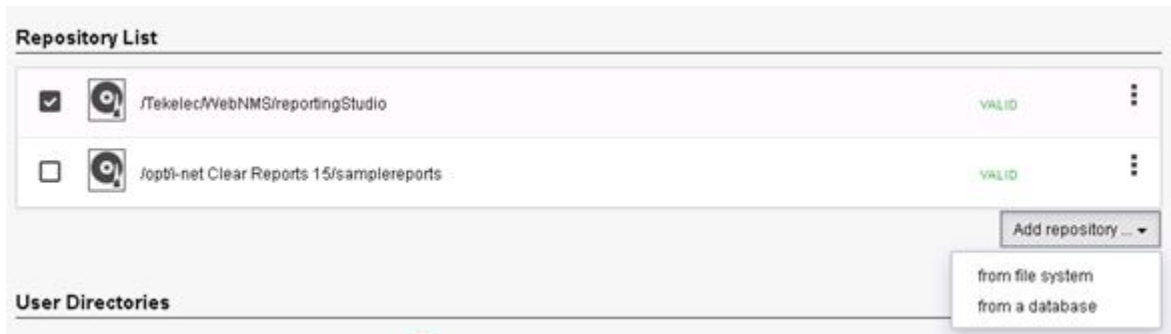 Repository List
/Tekelec/WebNMS/reportingStudio
VALID
/opt/i-net Clear Reports 15/samplereports
VALID
Add repository ...
from file system
from a database
User Directories